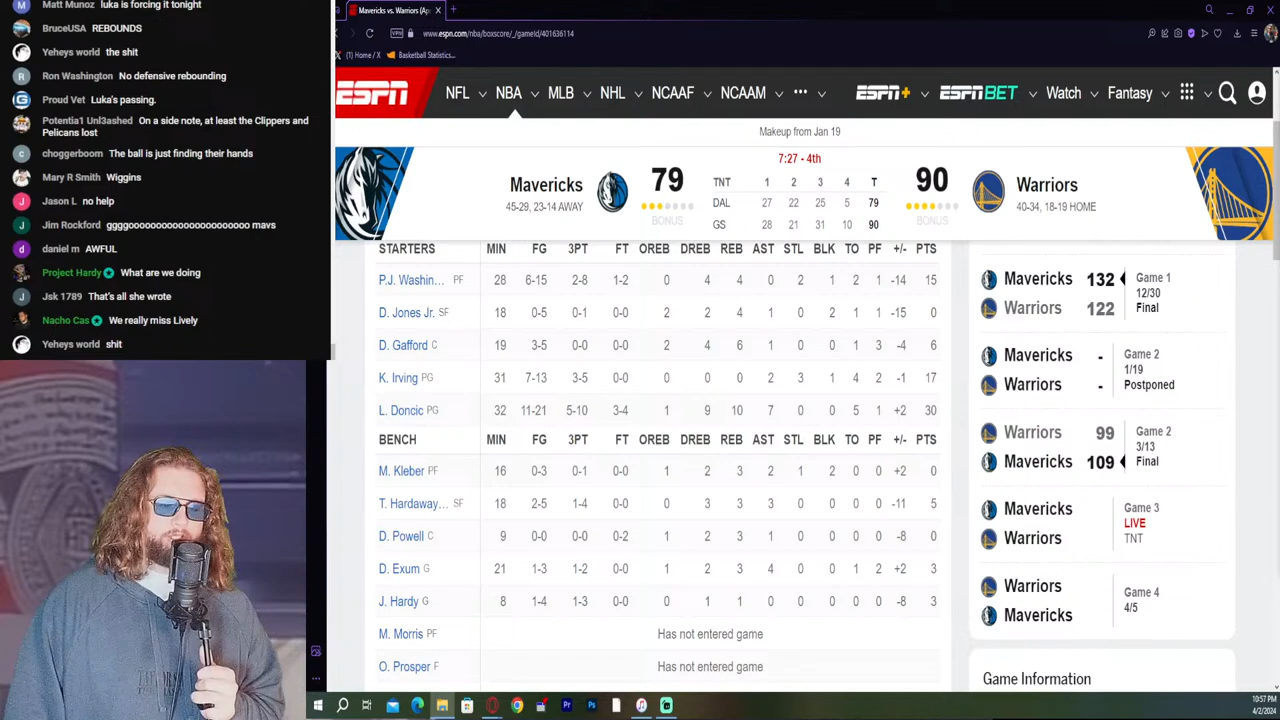 Matt Munoz luka is forcing it tonight
BruceUSA REBOUNDS
Yeheys world the shit
Ron Washington No defensive rebounding
Proud Vet Luka's passing.
Potentia1 Unl3ashed On a side note, at least the Clippers and
Pelicans lost
choggerboom The ball is just finding their hands
Mary R Smith Wiggins
Jason L no help
Jim Rockford ggggooooooooooooooooooooo mavs
daniel m AWFUL
Project Hardy What are we doing
Jsk 1789 That's all she wrote
Nacho Cas We really miss Lively
Yeheys world shit
Mavericks vs. Warriors (Ap
VPN www.espn.com/nba/boxscore/_/gameId/401636114
(1) Home / X Basketball Statistics...
ESPN NFL NBA MLB NHL NCAAF NCAAM ESPN+ ESPN BET Watch Fantasy
Makeup from Jan 19
Mavericks 79
45-29, 23-14 AWAY
BONUS
7:27 - 4th
TNT 1 2 3 4 T
DAL 27 22 25 5 79
GS 28 21 31 10 90
90 Warriors
40-34, 18-19 HOME
BONUS
STARTERS MIN FG 3PT FT OREB DREB REB AST STL BLK TO PF +/- PTS
P.J. Washin... PF 28 6-15 2-8 1-2 0 4 4 0 2 1 2 1 -14 15
D. Jones Jr. SF 18 0-5 0-1 0-0 2 2 4 1 0 2 1 1 -15 0
D. Gafford C 19 3-5 0-0 0-0 2 4 6 1 0 0 1 3 -4 6
K. Irving PG 31 7-13 3-5 0-0 0 0 0 2 3 1 4 2 -1 17
L. Doncic PG 32 11-21 5-10 3-4 1 9 10 7 0 0 5 1 +2 30
BENCH MIN FG 3PT FT OREB DREB REB AST STL BLK TO PF +/- PTS
M. Kleber PF 16 0-3 0-1 0-0 1 2 3 2 1 2 0 0 +2 0
T. Hardaway... SF 18 2-5 1-4 0-0 0 3 3 3 0 0 0 0 -11 5
D. Powell C 9 0-0 0-0 0-2 1 2 3 1 0 0 0 0 -8 0
D. Exum G 21 1-3 1-2 0-0 1 2 3 4 0 0 1 2 +2 3
J. Hardy G 8 1-4 1-3 0-0 0 1 1 0 0 0 0 0 -8 3
M. Morris PF Has not entered game
O. Prosper F Has not entered game
Mavericks 132 Game 1
12/30
Warriors 122 Final
Mavericks - Game 2
1/19
Warriors - Postponed
Warriors 99 Game 2
3/13
Mavericks 109 Final
Mavericks Game 3
LIVE
Warriors TNT
Warriors Game 4
Mavericks 4/5
Game Information
10:57 PM
4/2/2024